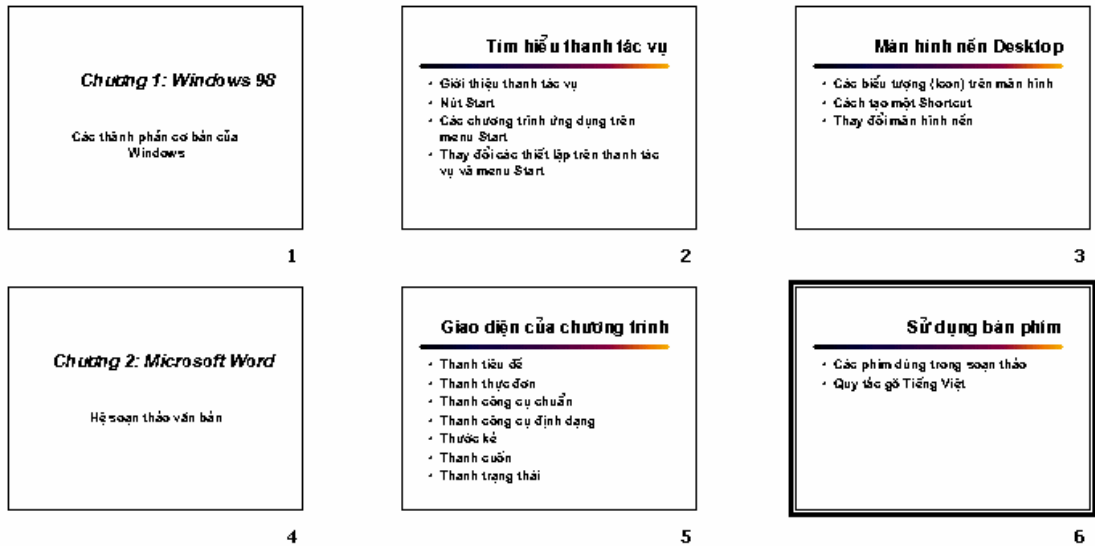 Chương 1: Windows 98
Các thành phần cơ bản của
Windows
1
Tìm hiểu thanh tác vụ
Giới thiệu thanh tác vụ
Nút Start
Các chương trình ứng dụng trên
menu Start
Thay đổi các thiết lập trên thanh tác
vụ và menu Start
2
Màn hình nền Desktop
Các biểu tượng (Icon) trên màn hình
Cách tạo một Shortcut
Thay đổi màn hình nền
3
Chương 2: Microsoft Word
Hệ soạn thảo văn bản
4
Giao diện của chương trình
Thanh tiêu đề
Thanh thực đơn
Thanh công cụ chuẩn
Thanh công cụ định dạng
Thước kẻ
Thanh cuốn
Thanh trạng thái
5
Sử dụng bàn phím
Các phím dùng trong soạn thảo
Quy tắc gõ Tiếng Việt
6